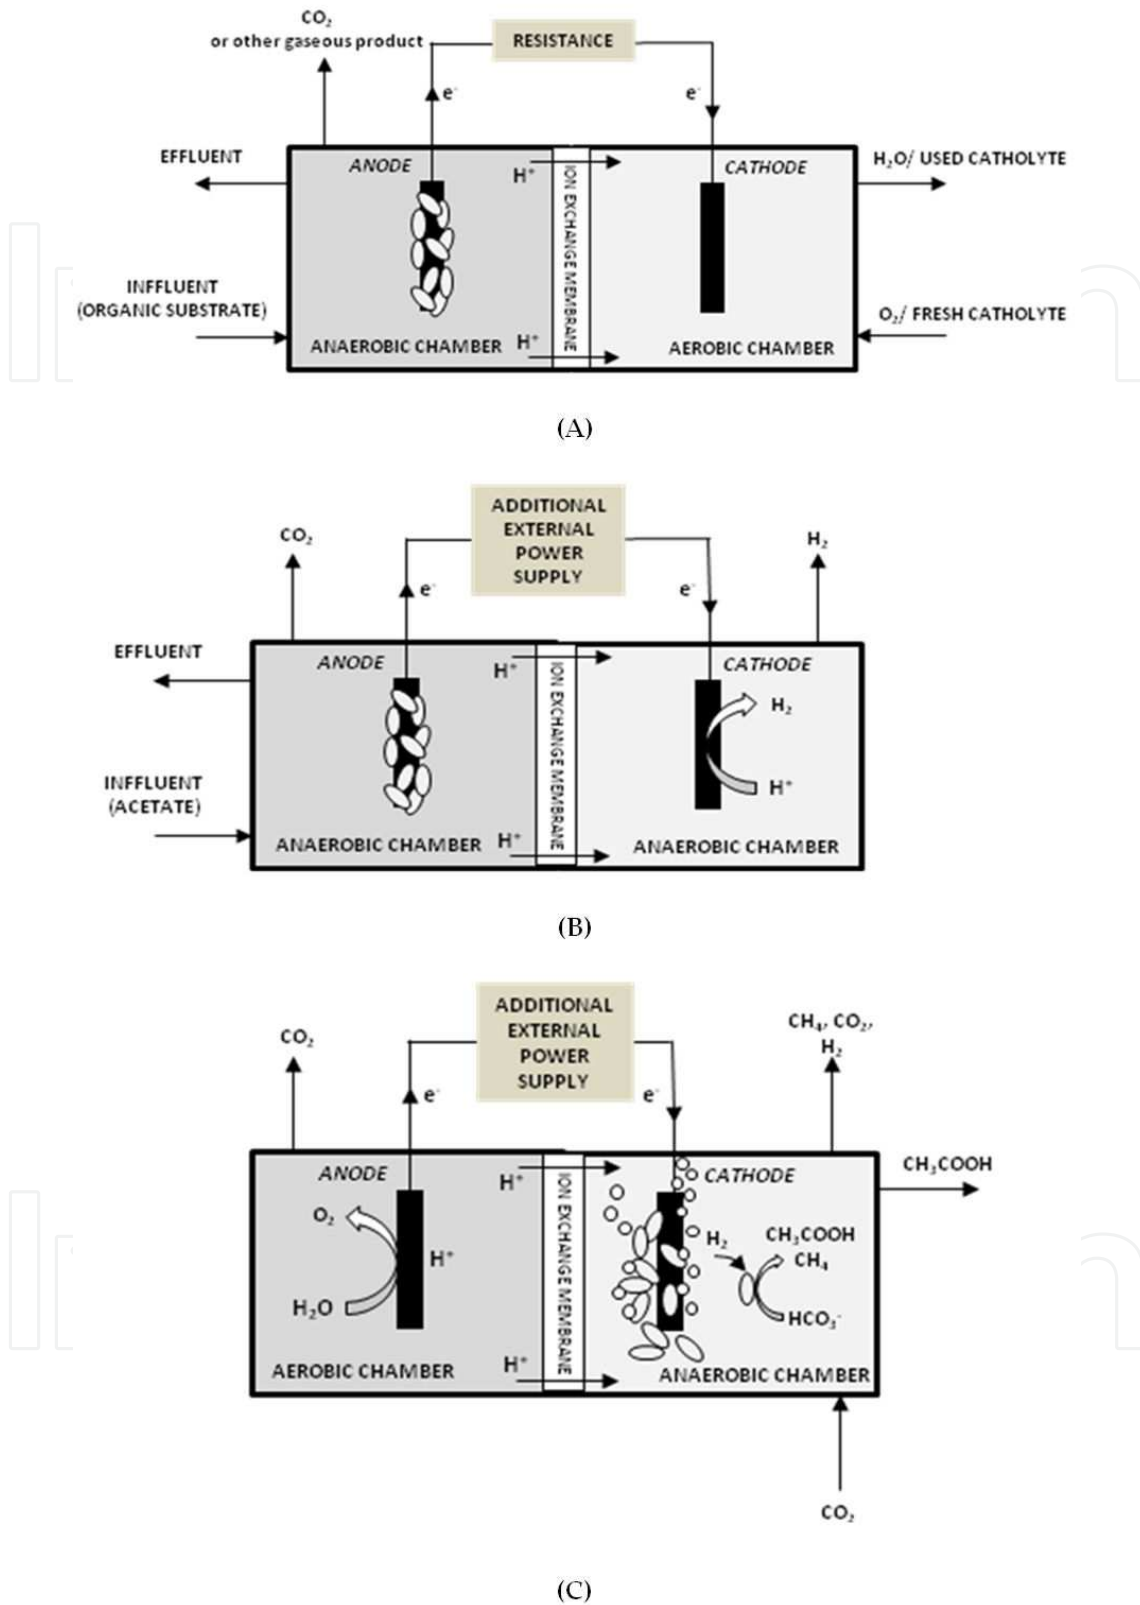 CO₂
or other gaseous product
RESISTANCE
e⁻
e⁻
EFFLUENT
ANODE
H⁺
ION EXCHANGE MEMBRANE
CATHODE
H₂O/ USED CATHOLYTE
INFFLUENT
(ORGANIC SUBSTRATE)
O₂/ FRESH CATHOLYTE
ANAEROBIC CHAMBER
H⁺
AEROBIC CHAMBER
(A)
ADDITIONAL
EXTERNAL
POWER
SUPPLY
CO₂
H₂
e⁻
e⁻
EFFLUENT
ANODE
H⁺
ION EXCHANGE MEMBRANE
CATHODE
H₂
INFFLUENT
(ACETATE)
H⁺
ANAEROBIC CHAMBER
H⁺
ANAEROBIC CHAMBER
(B)
ADDITIONAL
EXTERNAL
POWER
SUPPLY
CO₂
CH₄, CO₂,
H₂
e⁻
e⁻
ANODE
H⁺
ION EXCHANGE MEMBRANE
CATHODE
CH₃COOH
O₂
H⁺
H₂
CH₃COOH
CH₄
H₂O
HCO₃⁻
AEROBIC CHAMBER
H⁺
ANAEROBIC CHAMBER
CO₂
(C)